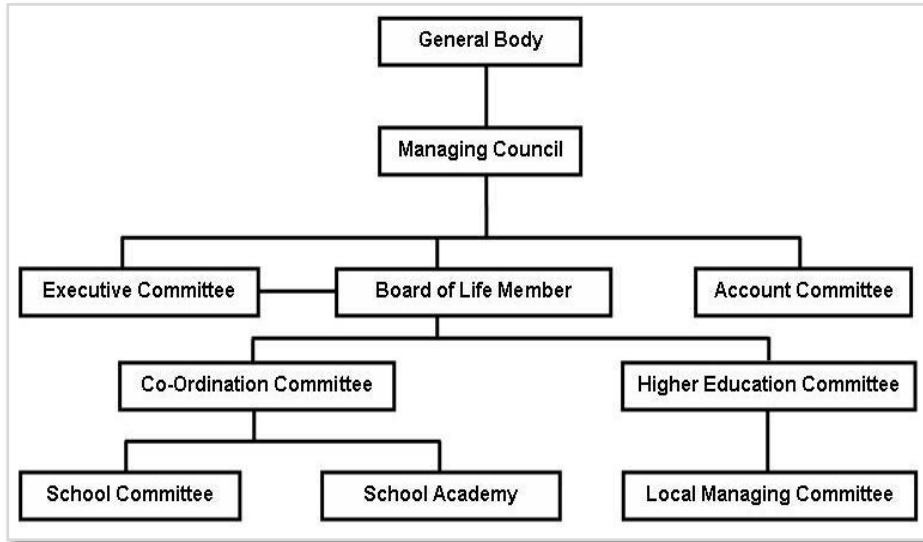 General Body
Managing Council
Executive Committee
Board of Life Member
Account Committee
Co-Ordination Committee
Higher Education Committee
School Committee
School Academy
Local Managing Committee